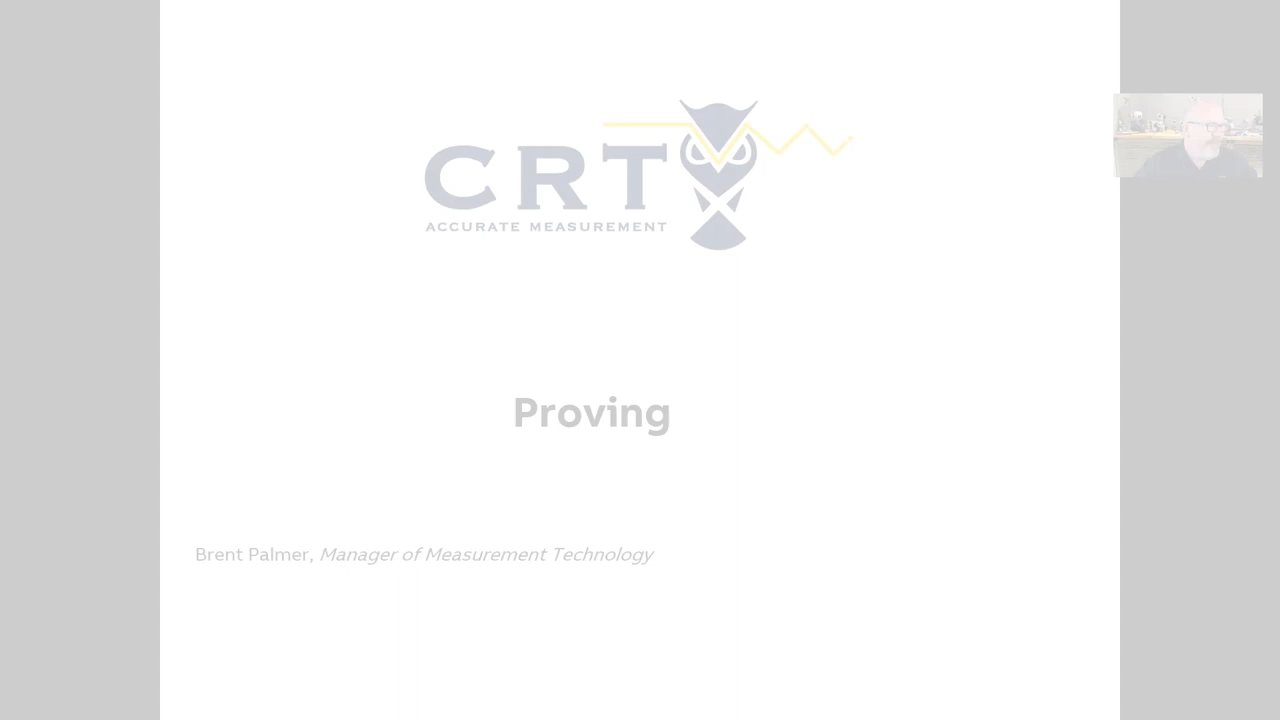 CRT
ACCURATE MEASUREMENT
Proving
Brent Palmer, Manager of Measurement Technology